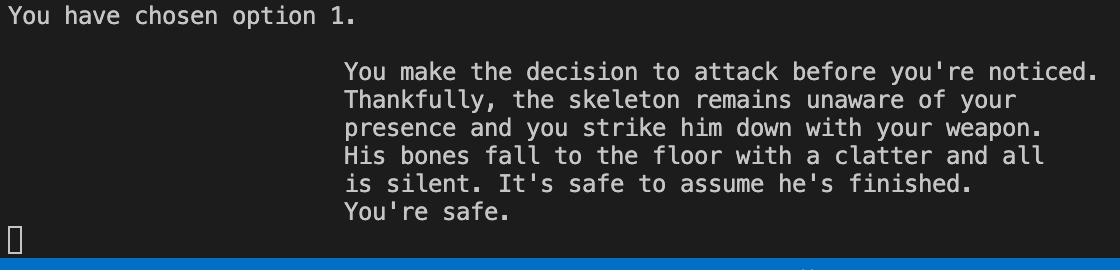 You have chosen option 1.
You make the decision to attack before you're noticed.
Thankfully, the skeleton remains unaware of your
presence and you strike him down with your weapon.
His bones fall to the floor with a clatter and all
is silent. It's safe to assume he's finished.
You're safe.